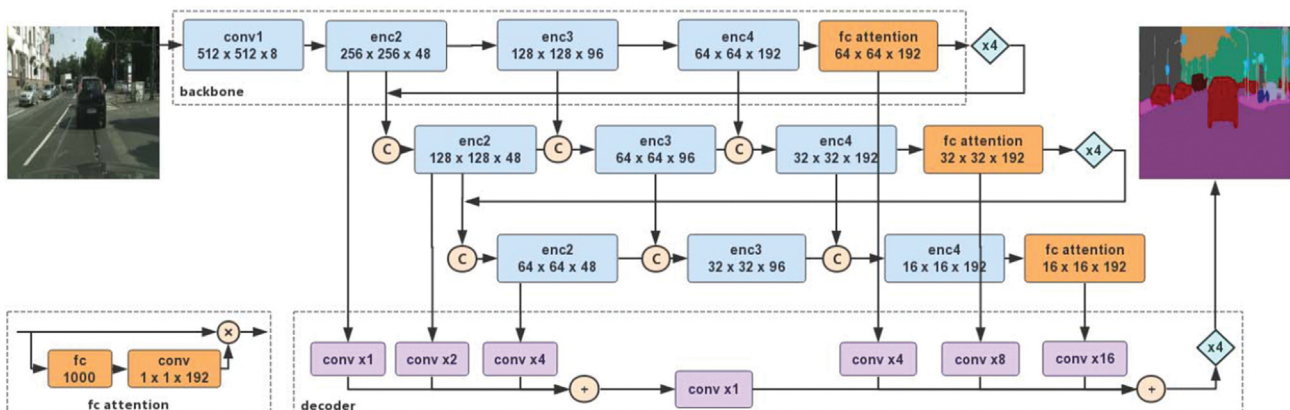 conv1
512 x 512 x 8
enc2
256 x 256 x 48
enc3
128 x 128 x 96
enc4
64 x 64 x 192
fc attention
64 x 64 x 192
x4
backbone
C
enc2
128 x 128 x 48
C
enc3
64 x 64 x 96
C
enc4
32 x 32 x 192
fc attention
32 x 32 x 192
x4
C
enc2
64 x 64 x 48
C
enc3
32 x 32 x 96
C
enc4
16 x 16 x 192
fc attention
16 x 16 x 192
×
fc
1000
conv
1 x 1 x 192
fc attention
conv x1
conv x2
conv x4
+
conv x1
conv x4
conv x8
conv x16
+
x4
decoder